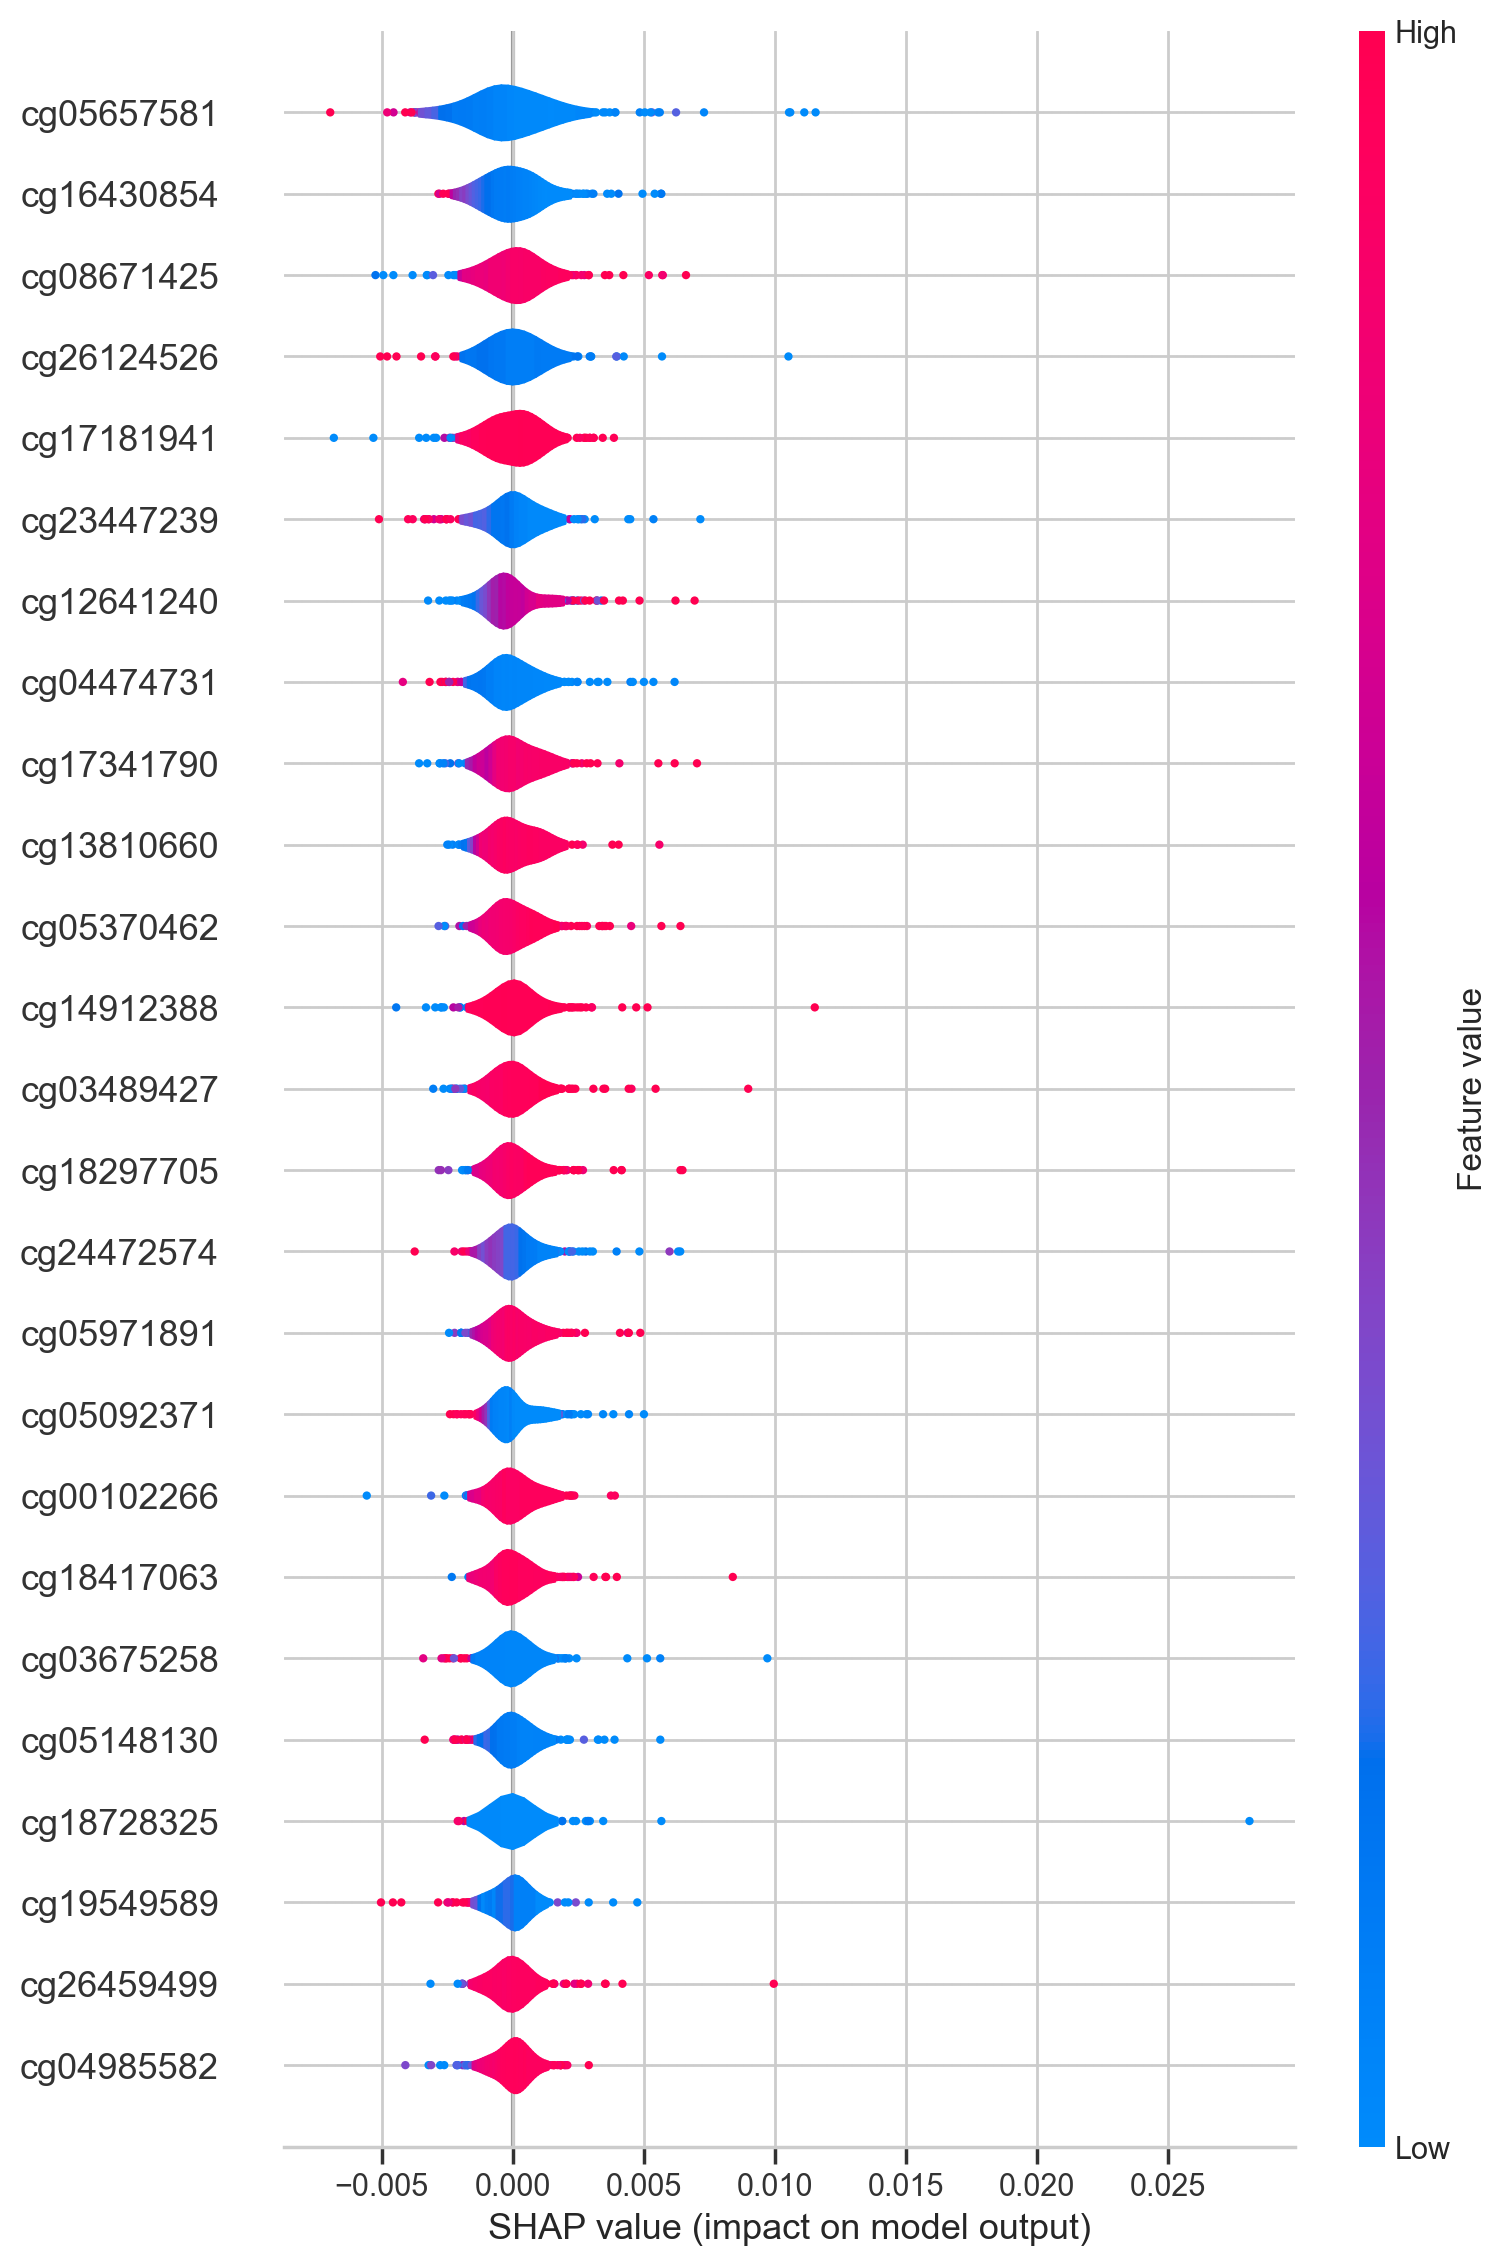 High
cg05657581
cg16430854
cg08671425
cg26124526
cg17181941
cg23447239
cg12641240
cg04474731
cg17341790
cg13810660
cg05370462
cg14912388
cg03489427
cg18297705
cg24472574
cg05971891
cg05092371
cg00102266
cg18417063
cg03675258
cg05148130
cg18728325
cg19549589
cg26459499
cg04985582
Feature value
Low
−0.005 0.000 0.005 0.010 0.015 0.020 0.025
SHAP value (impact on model output)